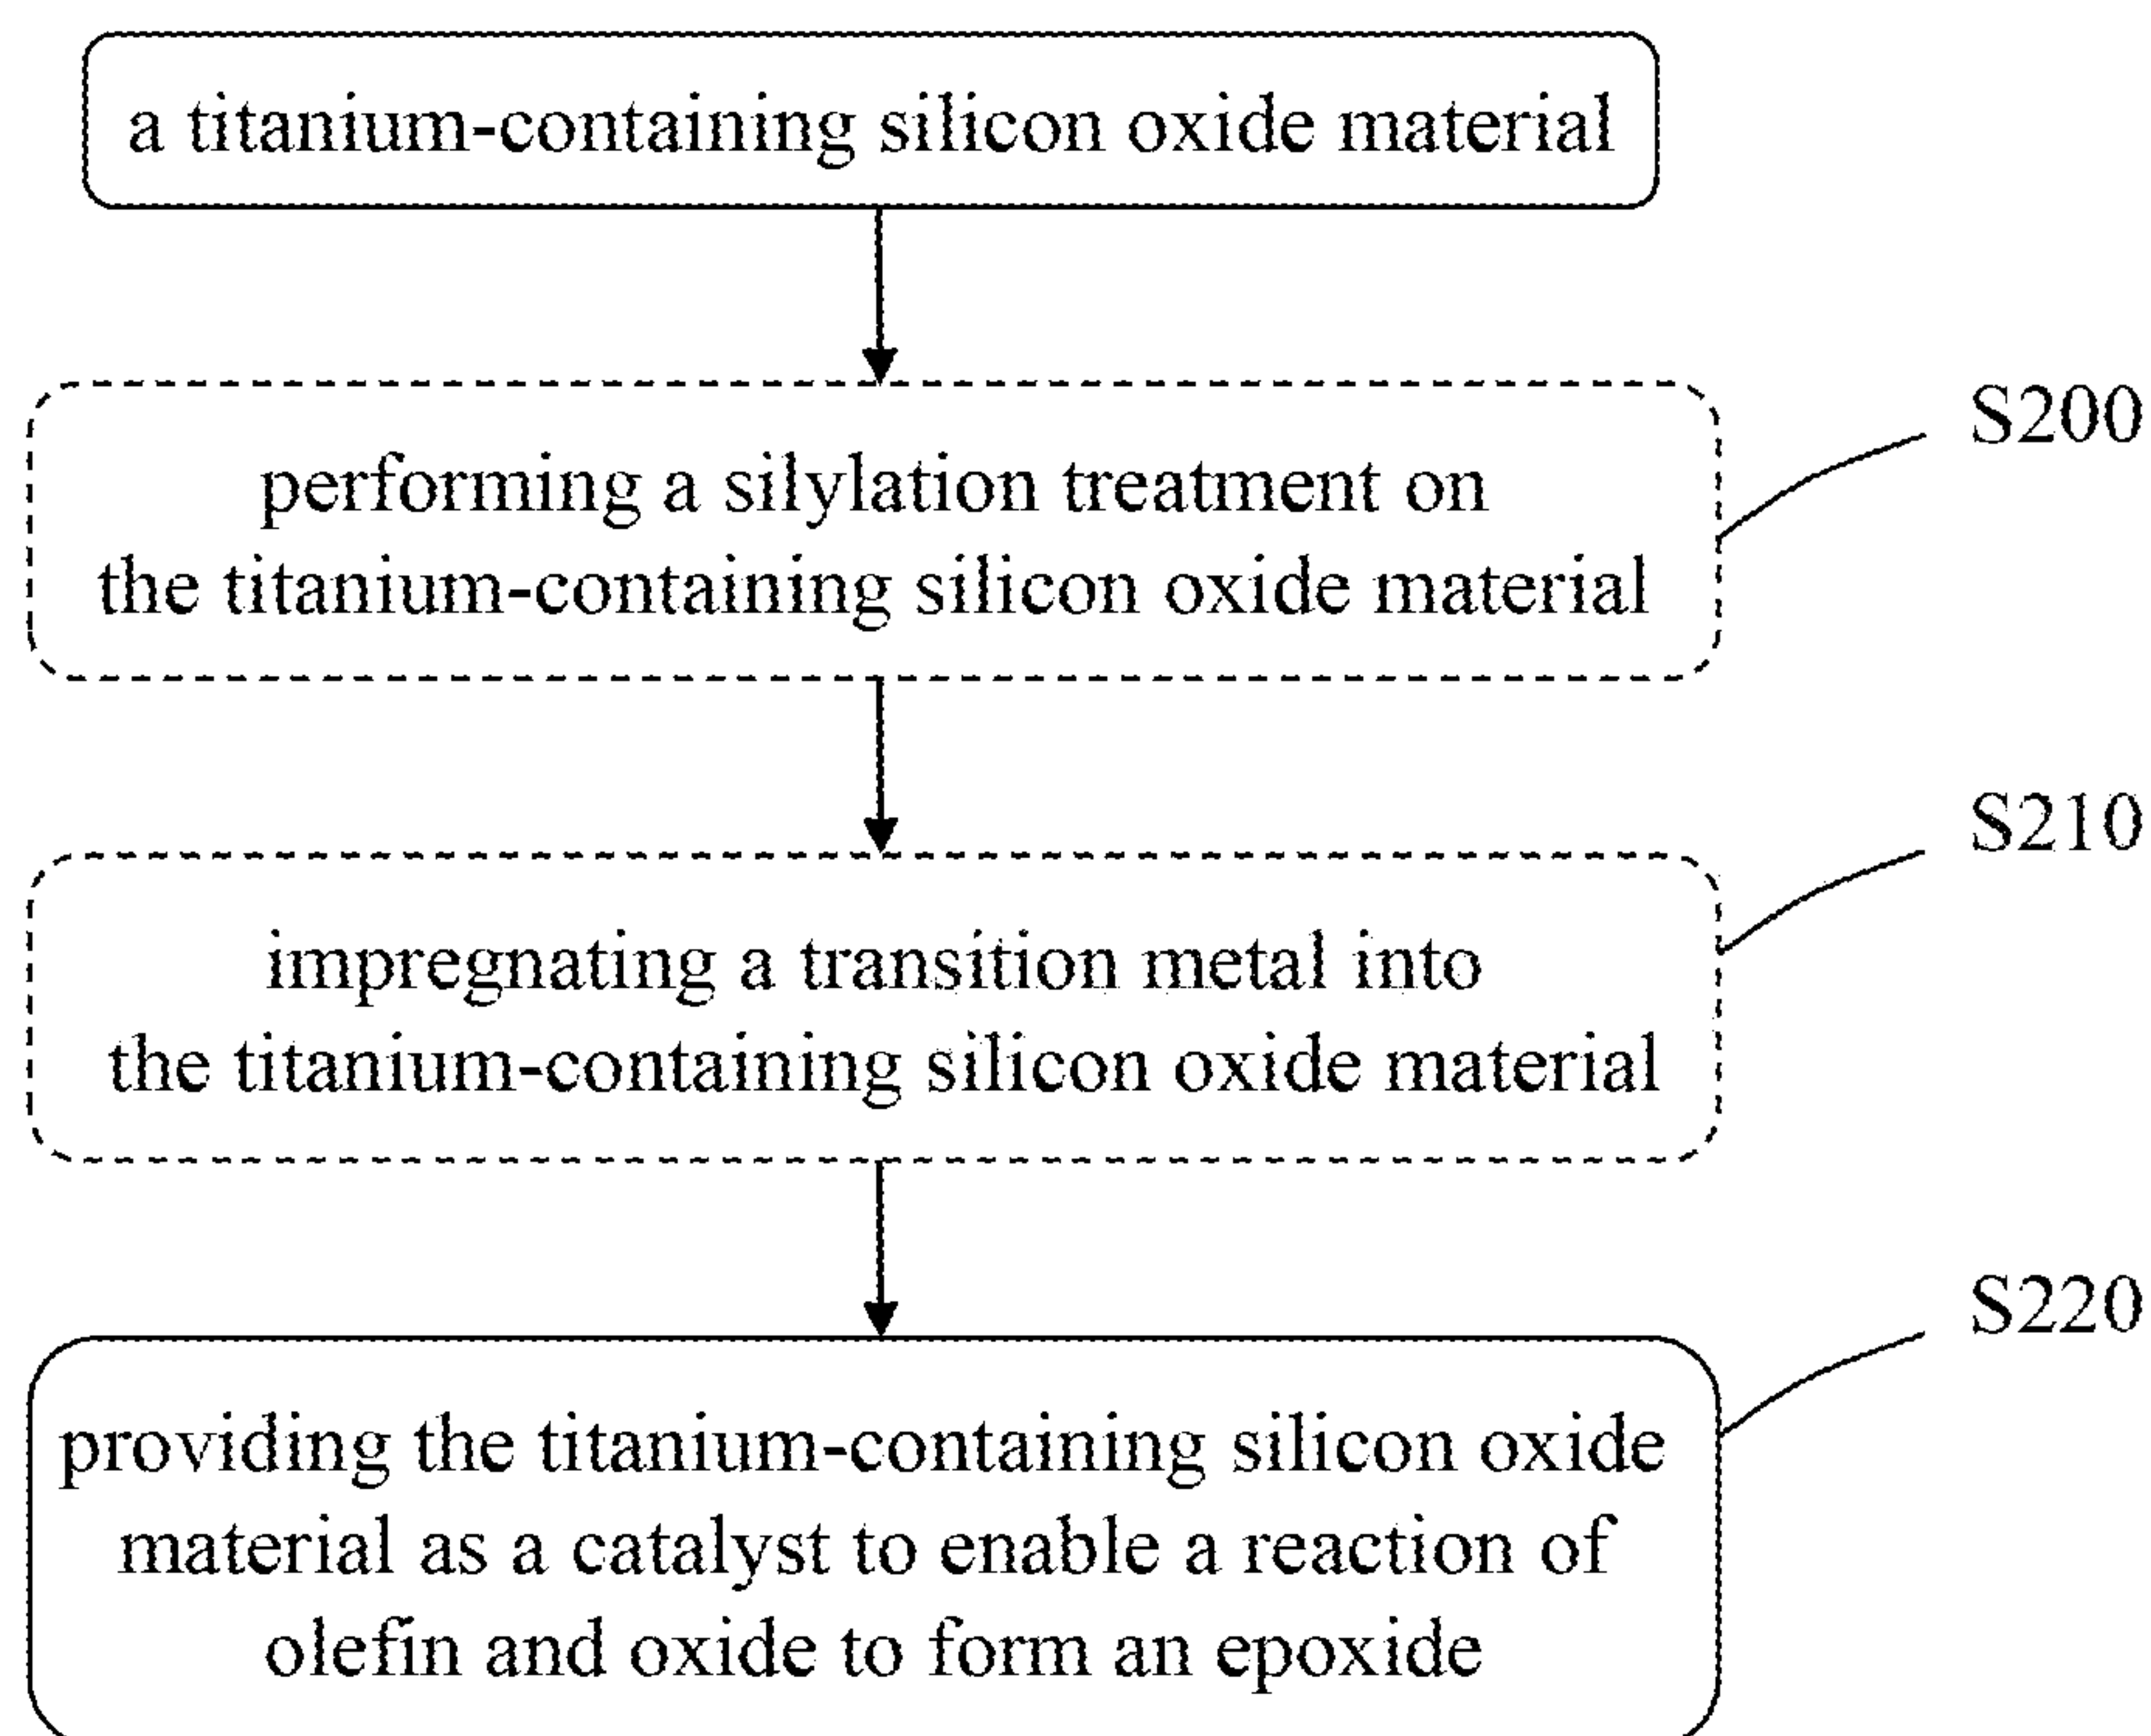 a titanium-containing silicon oxide material
performing a silylation treatment on
the titanium-containing silicon oxide material
S200
impregnating a transition metal into
the titanium-containing silicon oxide material
S210
providing the titanium-containing silicon oxide
material as a catalyst to enable a reaction of
olefin and oxide to form an epoxide
S220